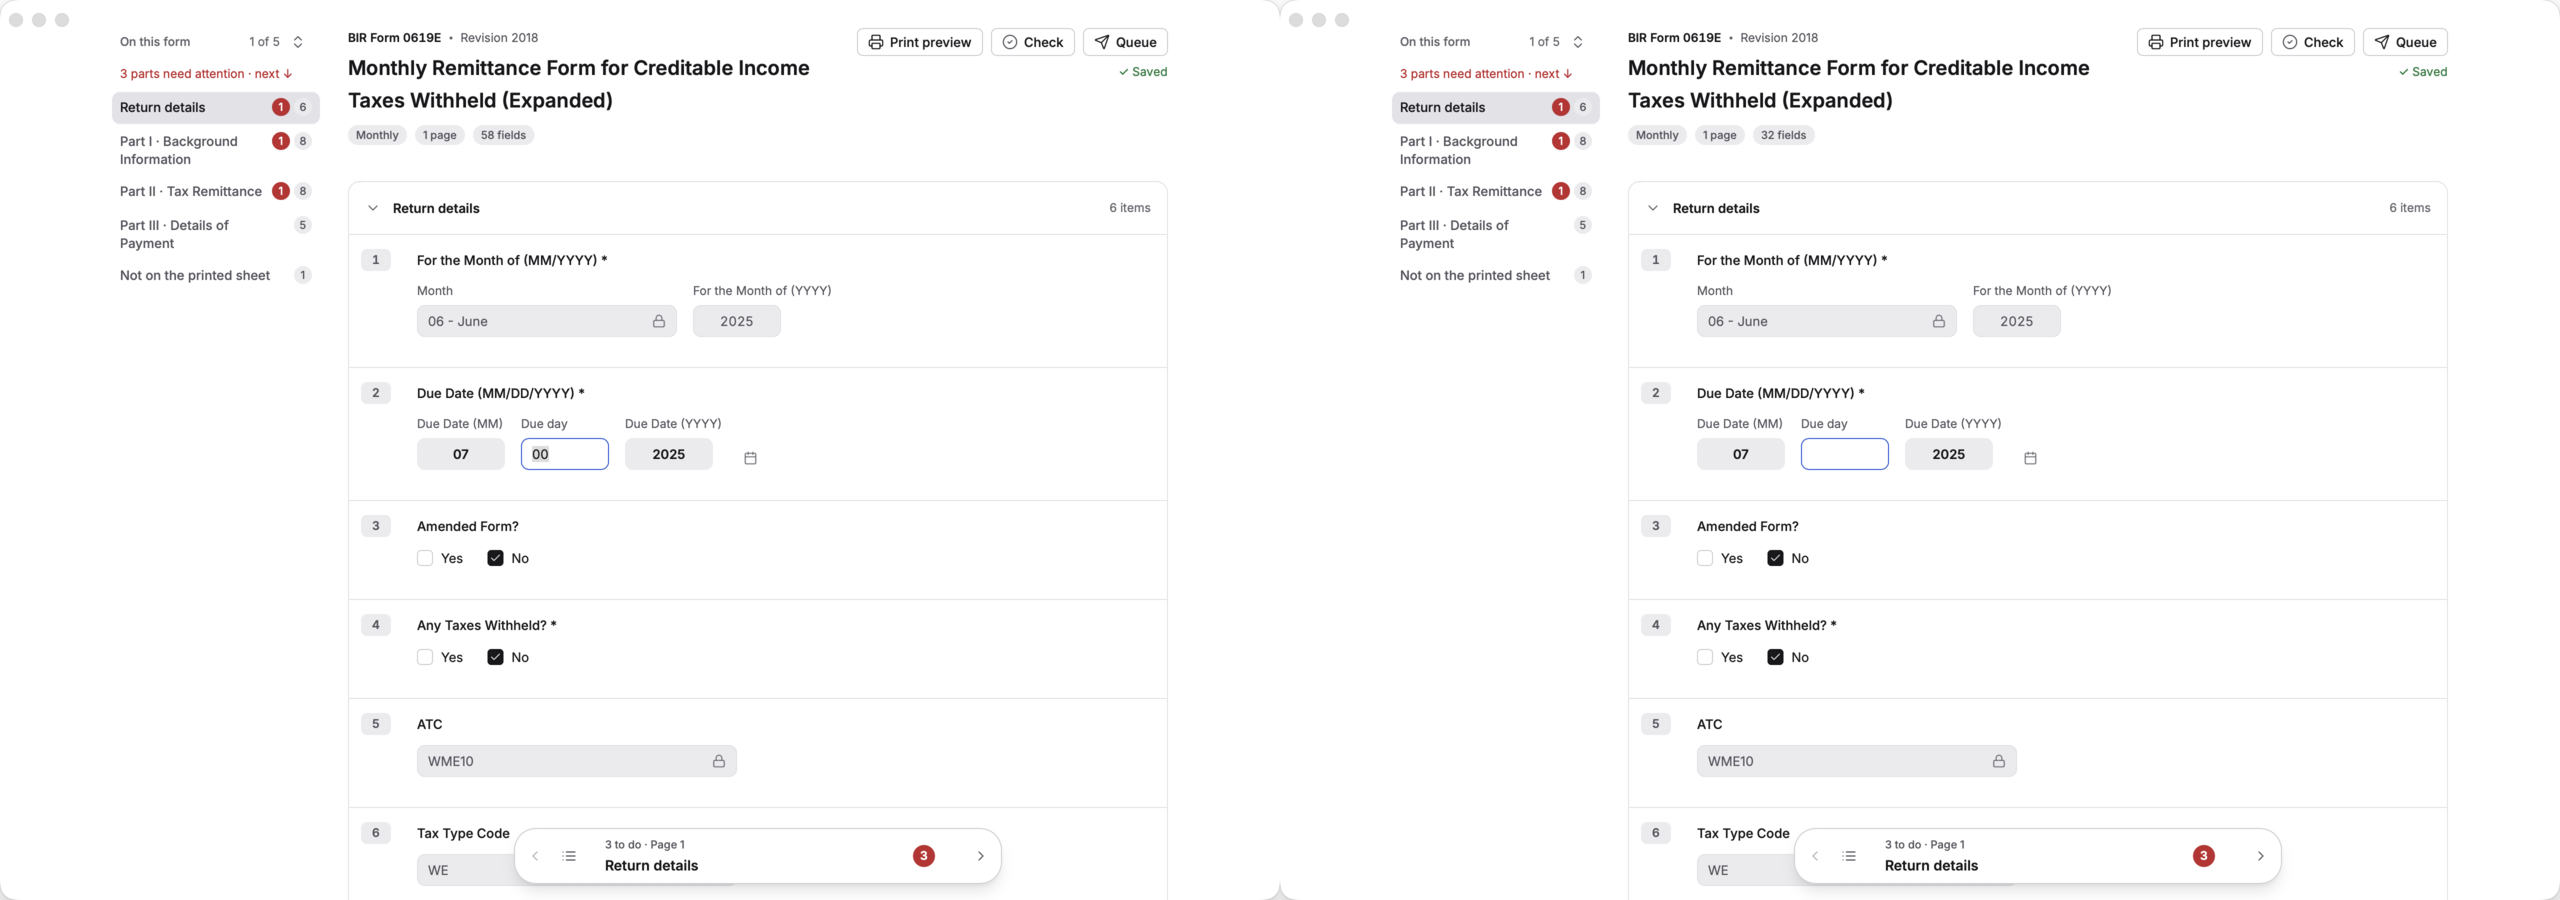 On this form
1 of 5
3 parts need attention · next ↓
Return details 1 6
Part I · Background Information 1 8
Part II · Tax Remittance 1 8
Part III · Details of Payment 5
Not on the printed sheet 1
BIR Form 0619E • Revision 2018
Monthly Remittance Form for Creditable Income
Taxes Withheld (Expanded)
Monthly 1 page 58 fields
Print preview Check Queue
✓ Saved
Return details 6 items
1 For the Month of (MM/YYYY) *
Month For the Month of (YYYY)
06 - June 2025
2 Due Date (MM/DD/YYYY) *
Due Date (MM) Due day Due Date (YYYY)
07 00 2025
3 Amended Form?
Yes No
4 Any Taxes Withheld? *
Yes No
5 ATC
WME10
6 Tax Type Code
WE
3 to do · Page 1
Return details 3
On this form
1 of 5
3 parts need attention · next ↓
Return details 1 6
Part I · Background Information 1 8
Part II · Tax Remittance 1 8
Part III · Details of Payment 5
Not on the printed sheet 1
BIR Form 0619E • Revision 2018
Monthly Remittance Form for Creditable Income
Taxes Withheld (Expanded)
Monthly 1 page 32 fields
Print preview Check Queue
✓ Saved
Return details 6 items
1 For the Month of (MM/YYYY) *
Month For the Month of (YYYY)
06 - June 2025
2 Due Date (MM/DD/YYYY) *
Due Date (MM) Due day Due Date (YYYY)
07 2025
3 Amended Form?
Yes No
4 Any Taxes Withheld? *
Yes No
5 ATC
WME10
6 Tax Type Code
WE
3 to do · Page 1
Return details 3